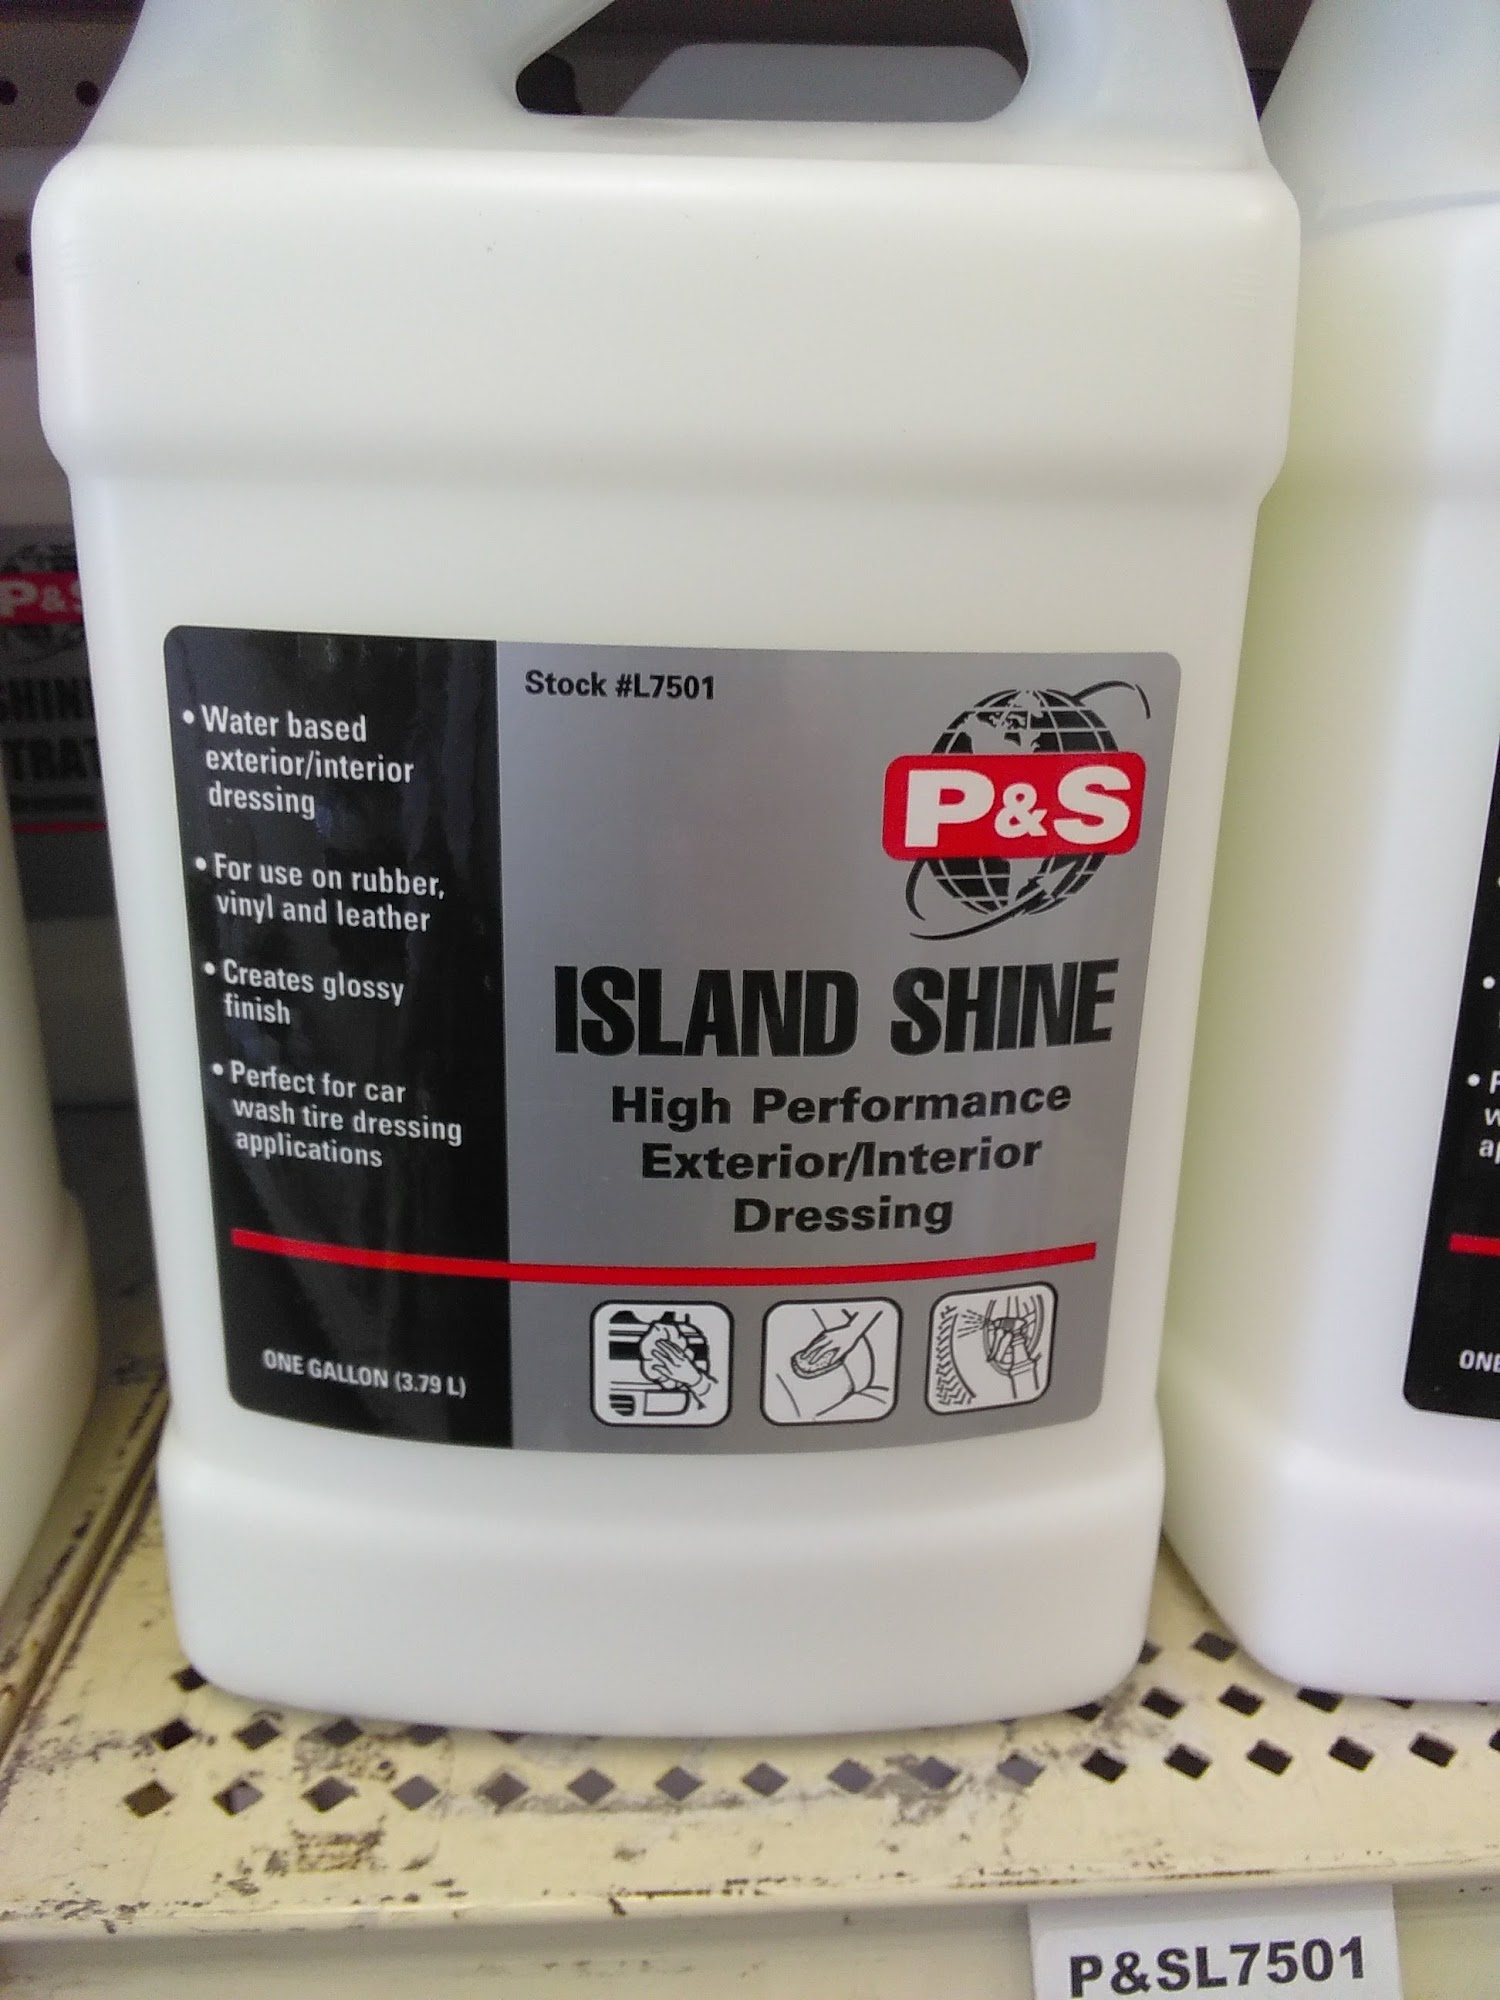 Stock #L7501
• Water based
exterior/interior
dressing
• For use on rubber,
vinyl and leather
• Creates glossy
finish
• Perfect for car
wash tire dressing
applications
ONE GALLON (3.79 L)
P&S
ISLAND SHINE
High Performance
Exterior/Interior
Dressing
P&S
ONE
P&SL7501